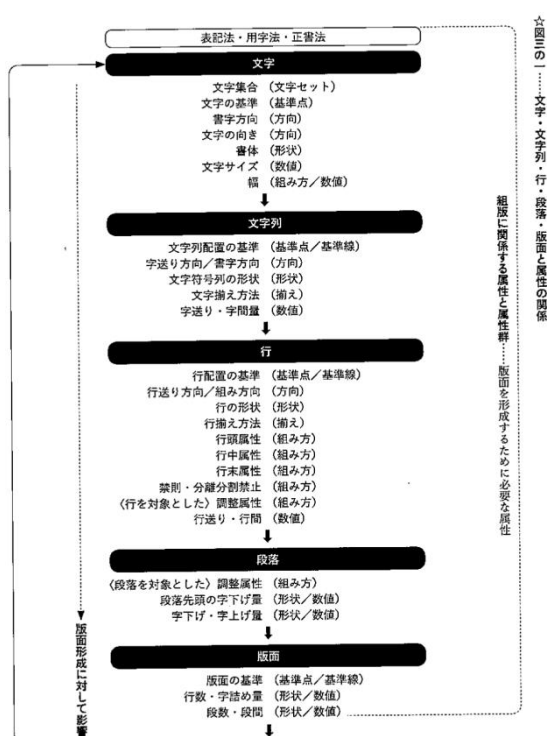 ☆図三の一……文字・文字列・行・段落・版面と属性の関係
表記法・用字法・正書法
文字
文字集合（文字セット）
文字の基準（基準点）
書字方向（方向）
文字の向き（方向）
書体（形状）
文字サイズ（数値）
幅（組み方／数値）
文字列
文字列配置の基準（基準点／基準線）
字送り方向／書字方向（方向）
文字符号列の形状（形状）
文字揃え方法（揃え）
字送り・字間量（数値）
行
行配置の基準（基準点／基準線）
行送り方向／組み方向（方向）
行の形状（形状）
行揃え方法（揃え）
行頭属性（組み方）
行中属性（組み方）
行末属性（組み方）
禁則・分離分割禁止（組み方）
〈行を対象とした〉調整属性（組み方）
行送り・行間（数値）
段落
〈段落を対象とした〉調整属性（組み方）
段落先頭の字下げ量（形状／数値）
字下げ・字上げ量（形状／数値）
版面
版面の基準（基準点／基準線）
行数・字詰め量（形状／数値）
段数・段間（形状／数値）
組版に関係する属性と属性群……版面を形成するために必要な属性
版面形成に対して影響